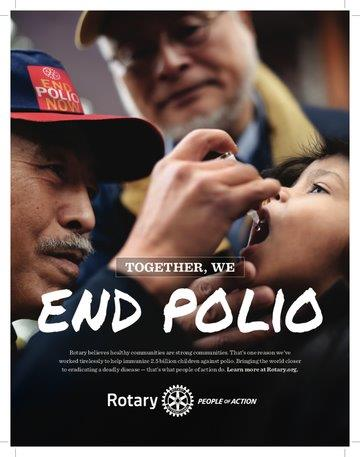 END
POLIO
NOW
TOGETHER, WE
END POLIO
Rotary believes healthy communities are strong communities. That's one reason we've
worked tirelessly to help immunize 2.5 billion children against polio. Bringing the world closer
to eradicating a deadly disease — that's what people of action do. Learn more at Rotary.org.
Rotary
PEOPLE OF ACTION